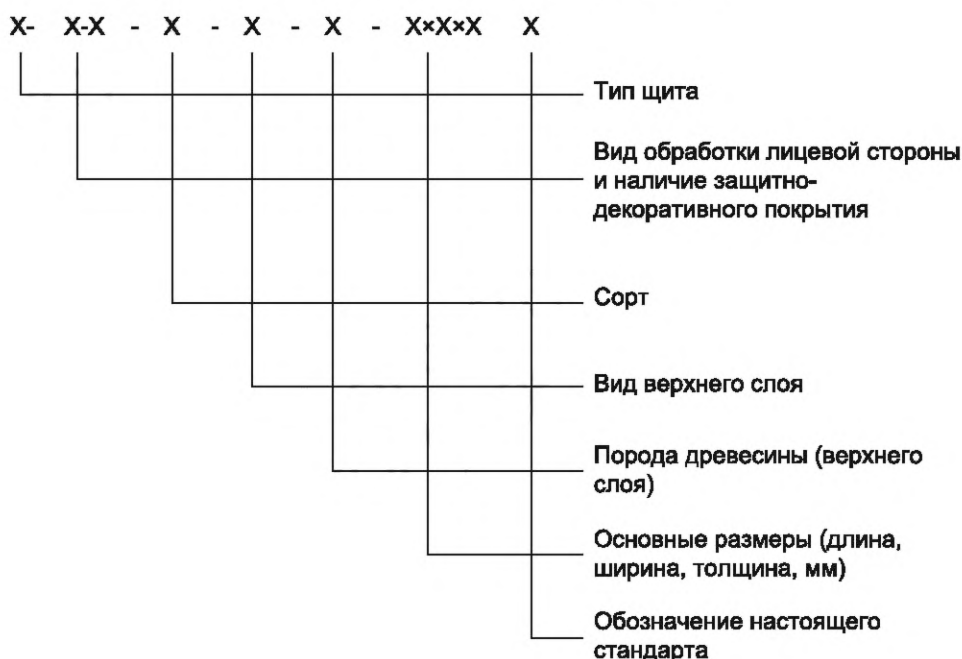 X- X-X - X - X - X - X×X×X X
Тип щита
Вид обработки лицевой стороны
и наличие защитно-
декоративного покрытия
Сорт
Вид верхнего слоя
Порода древесины (верхнего
слоя)
Основные размеры (длина,
ширина, толщина, мм)
Обозначение настоящего
стандарта